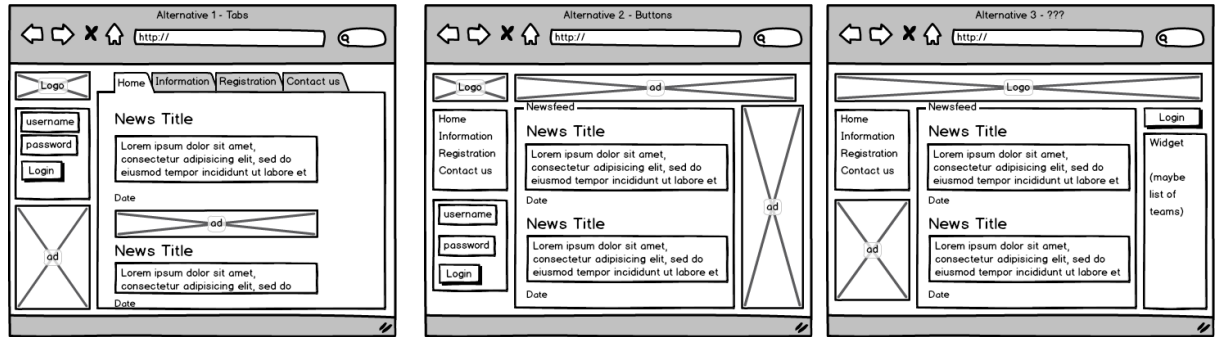 Alternative 1 - Tabs
http://
Logo
username
password
Login
ad
Home
Information
Registration
Contact us
News Title
Lorem ipsum dolor sit amet,
consectetur adipisicing elit, sed do
eiusmod tempor incididunt ut labore et
Date
ad
News Title
Lorem ipsum dolor sit amet,
consectetur adipisicing elit, sed do
Date
Alternative 2 - Buttons
http://
Logo
ad
Home
Information
Registration
Contact us
username
password
Login
Newsfeed
News Title
Lorem ipsum dolor sit amet,
consectetur adipisicing elit, sed do
eiusmod tempor incididunt ut labore et
Date
News Title
Lorem ipsum dolor sit amet,
consectetur adipisicing elit, sed do
eiusmod tempor incididunt ut labore et
Date
ad
Alternative 3 - ???
http://
Logo
Home
Information
Registration
Contact us
ad
Newsfeed
News Title
Lorem ipsum dolor sit amet,
consectetur adipisicing elit, sed do
eiusmod tempor incididunt ut labore et
Date
News Title
Lorem ipsum dolor sit amet,
consectetur adipisicing elit, sed do
eiusmod tempor incididunt ut labore et
Date
Login
Widget
(maybe
list of
teams)